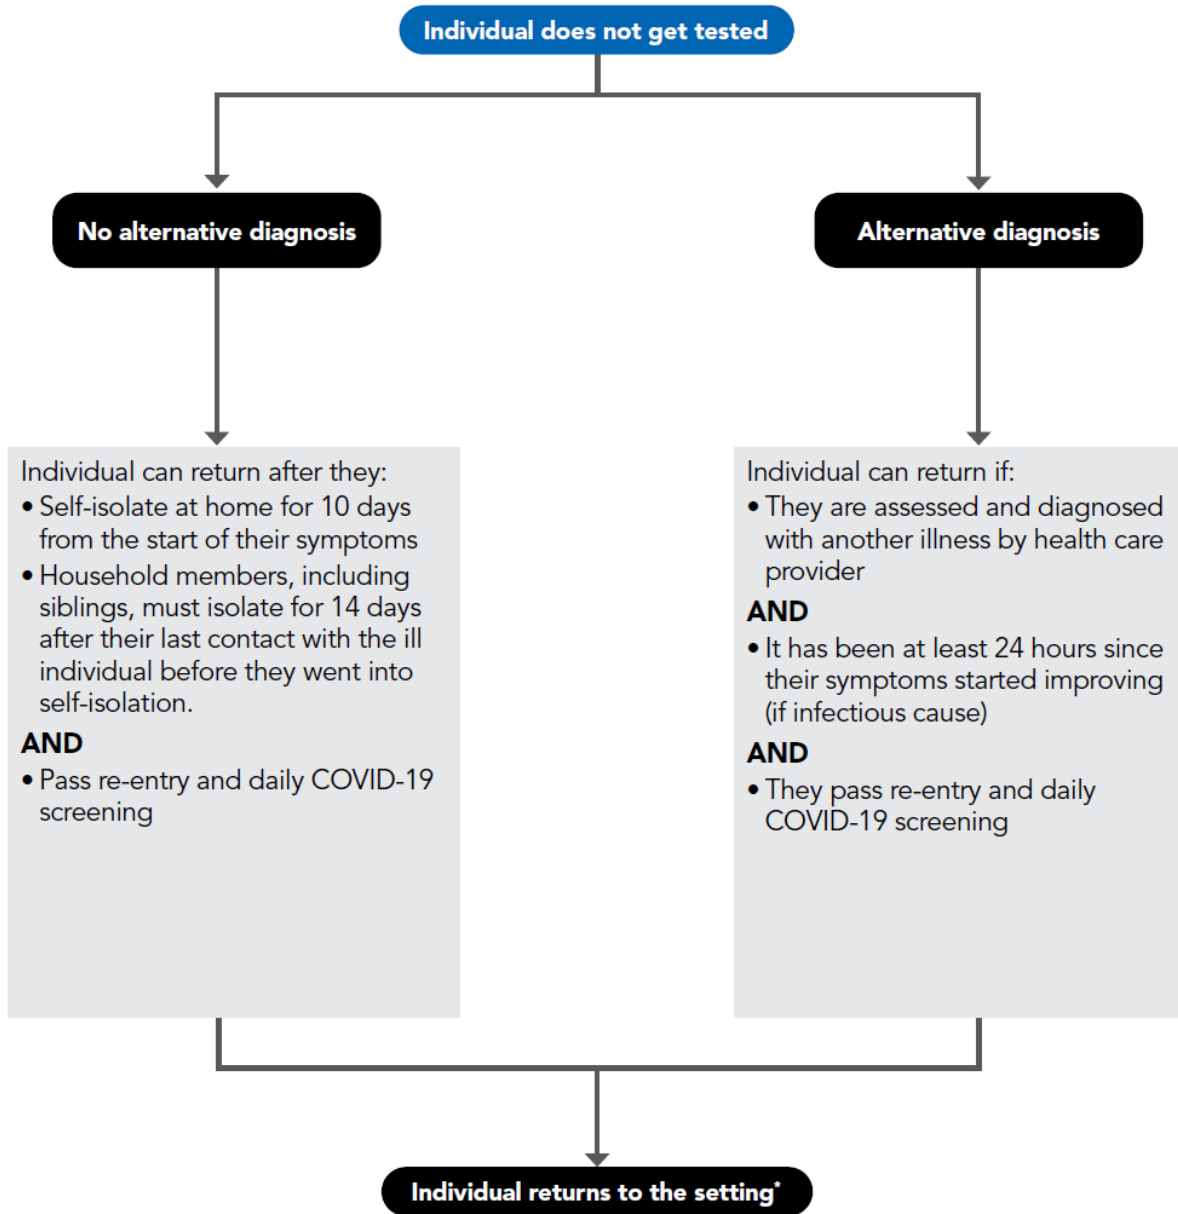 Individual does not get tested
No alternative diagnosis
Alternative diagnosis
Individual can return after they:
• Self-isolate at home for 10 days
from the start of their symptoms
• Household members, including
siblings, must isolate for 14 days
after their last contact with the ill
individual before they went into
self-isolation.
AND
• Pass re-entry and daily COVID-19
screening
Individual can return if:
• They are assessed and diagnosed
with another illness by health care
provider
AND
• It has been at least 24 hours since
their symptoms started improving
(if infectious cause)
AND
• They pass re-entry and daily
COVID-19 screening
Individual returns to the setting*